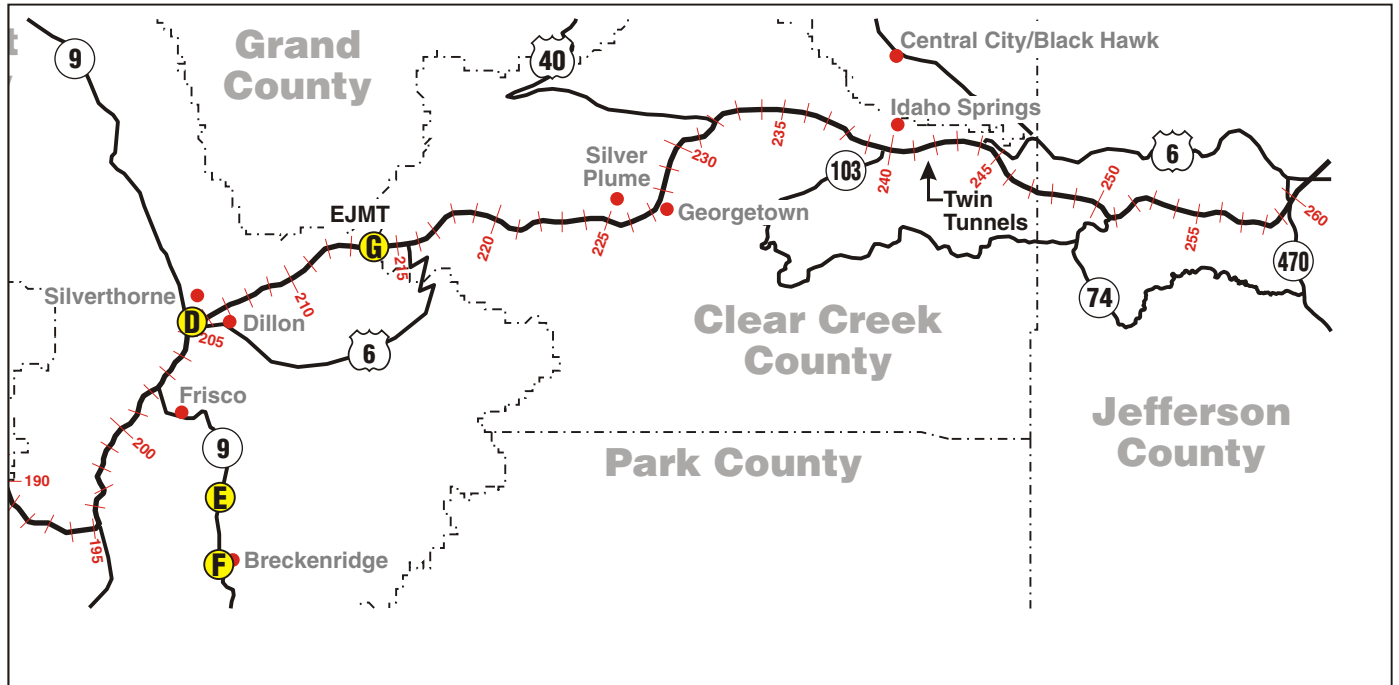 9
Grand
County
40
Central City/Black Hawk
Idaho Springs
235
230
Silver
Plume
103
240
245
6
250
Twin
Tunnels
Georgetown
EJMT
G
215
220
225
255
260
470
74
Silverthorne
210
D
205
Dillon
6
Clear Creek
County
Frisco
200
9
Jefferson
County
190
Park County
E
195
F
Breckenridge